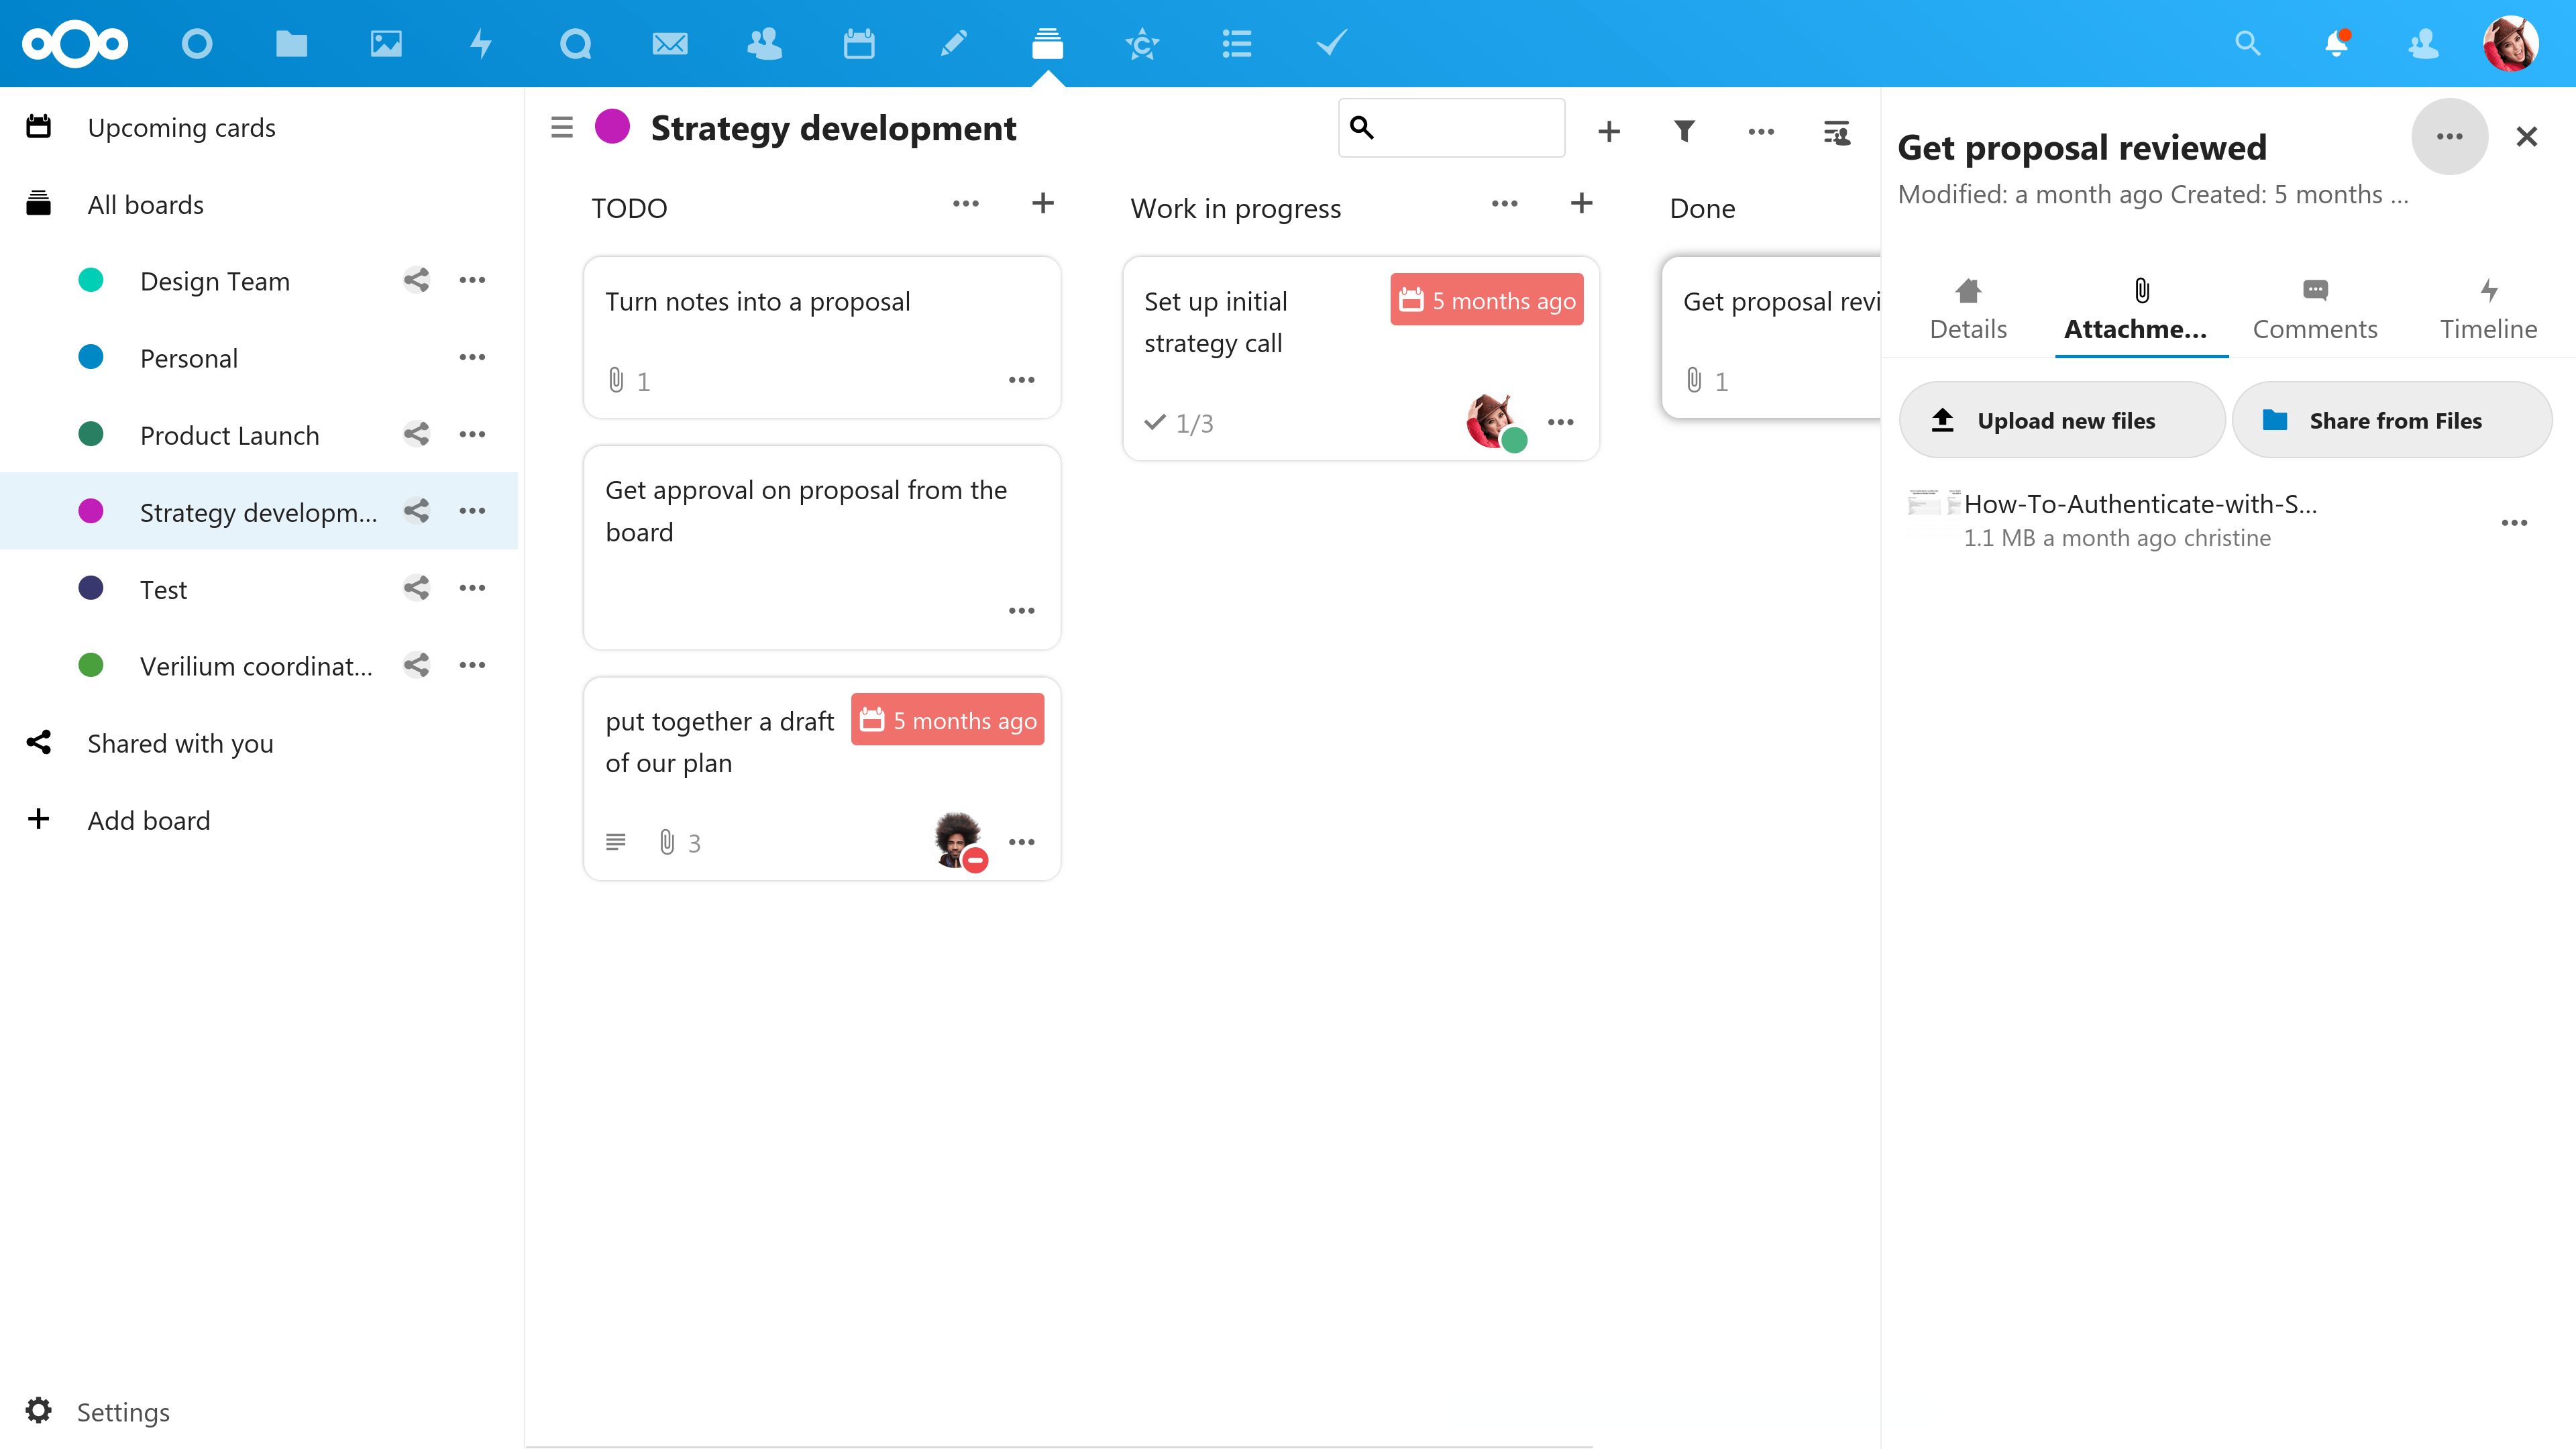 Upcoming cards
All boards
Design Team
Personal
Product Launch
Strategy developm...
Test
Verilium coordinat...
Shared with you
Add board
Settings
Strategy development
TODO
Turn notes into a proposal
1
Get approval on proposal from the
board
put together a draft
of our plan
5 months ago
3
Work in progress
Set up initial
strategy call
5 months ago
1/3
Done
Get proposal revi
1
Get proposal reviewed
Modified: a month ago Created: 5 months ...
Details
Attachme...
Comments
Timeline
Upload new files
Share from Files
How-To-Authenticate-with-S...
1.1 MB a month ago christine